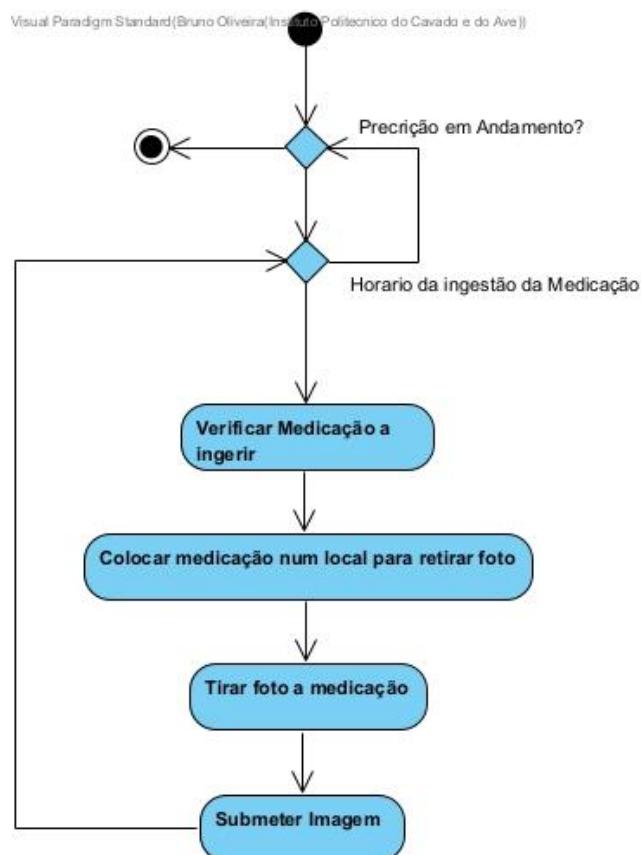 Visual Paradigm Standard(Bruno Oliveira(Instituto Politecnico do Cavado e do Ave))
Precrição em Andamento?
Horario da ingestão da Medicação
Verificar Medicação a
ingerir
Colocar medicação num local para retirar foto
Tirar foto a medicação
Submeter Imagem